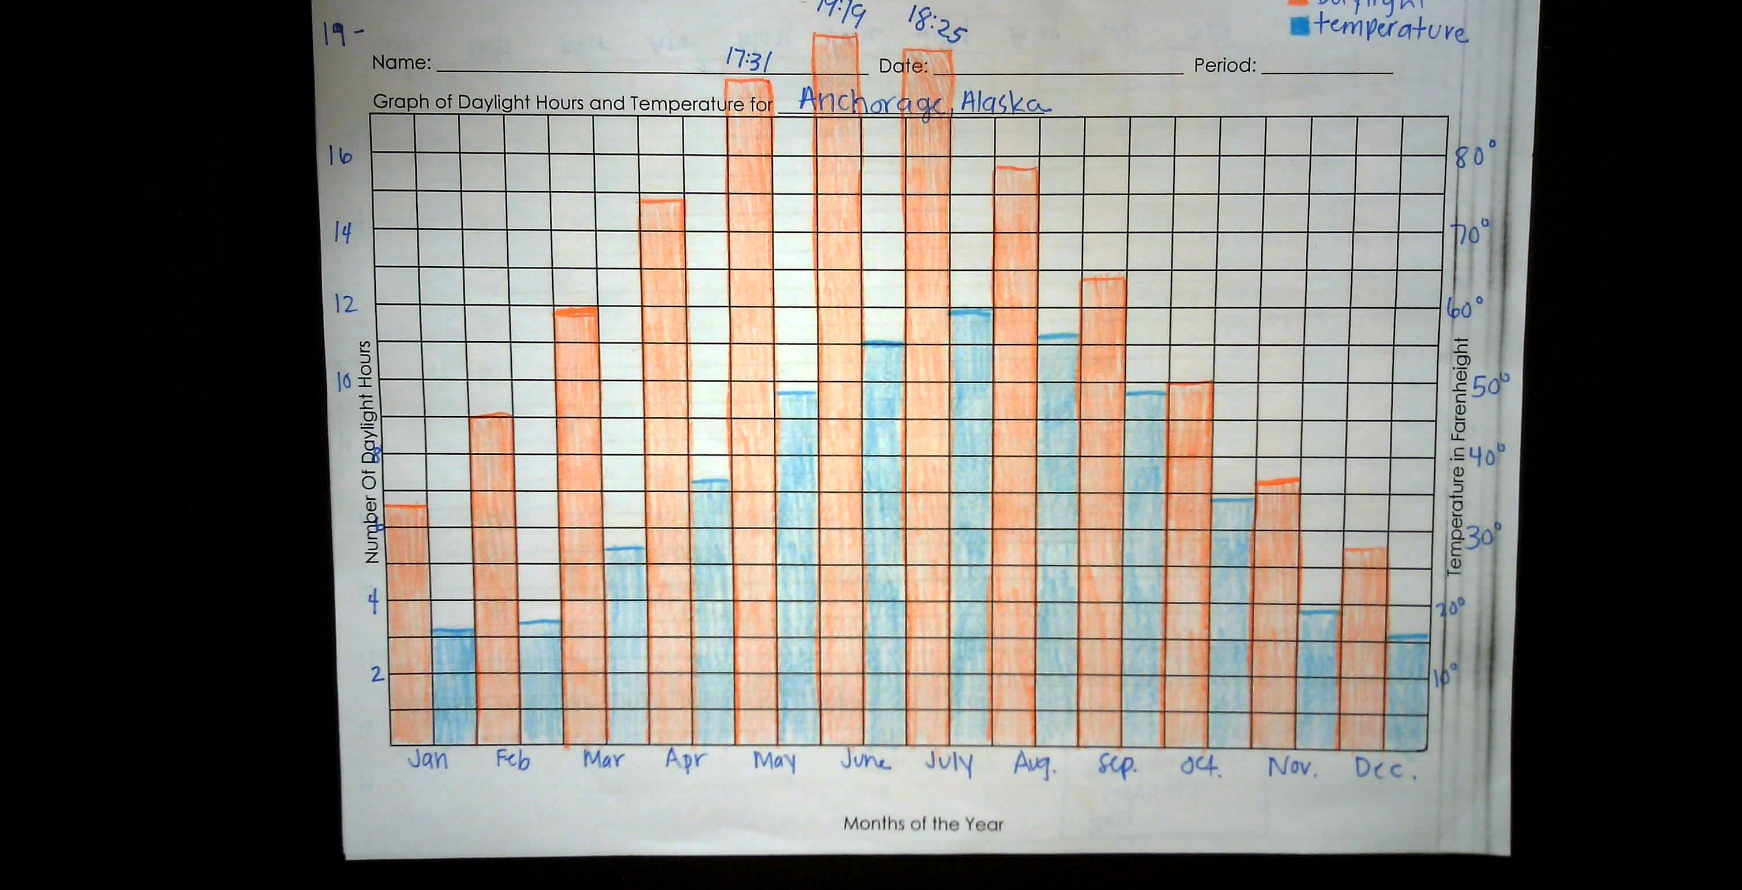 19-
18:25
temperature
Name:
17:31
Date:
Period:
Graph of Daylight Hours and Temperature for Anchorage, Alaska
16
14
12
10
8
6
4
2
Number Of Daylight Hours
80°
70°
60°
50°
40°
30°
20°
10°
Temperature in Farenheight
Jan Feb Mar Apr May June July Aug. Sep. Oct. Nov. Dec.
Months of the Year